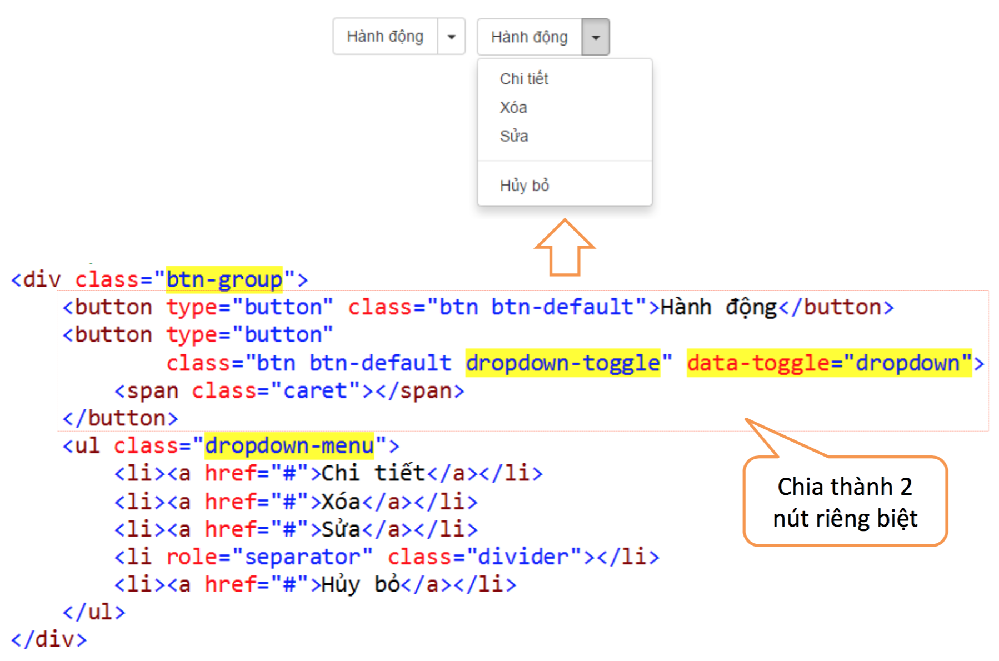 Hành động
Hành động
Chi tiết
Xóa
Sửa
Hủy bỏ
<div class="btn-group">
<button type="button" class="btn btn-default">Hành động</button>
<button type="button"
class="btn btn-default dropdown-toggle" data-toggle="dropdown">
<span class="caret"></span>
</button>
<ul class="dropdown-menu">
<li><a href="#">Chi tiết</a></li>
<li><a href="#">Xóa</a></li>
<li><a href="#">Sửa</a></li>
<li role="separator" class="divider"></li>
<li><a href="#">Hủy bỏ</a></li>
</ul>
</div>
Chia thành 2
nút riêng biệt